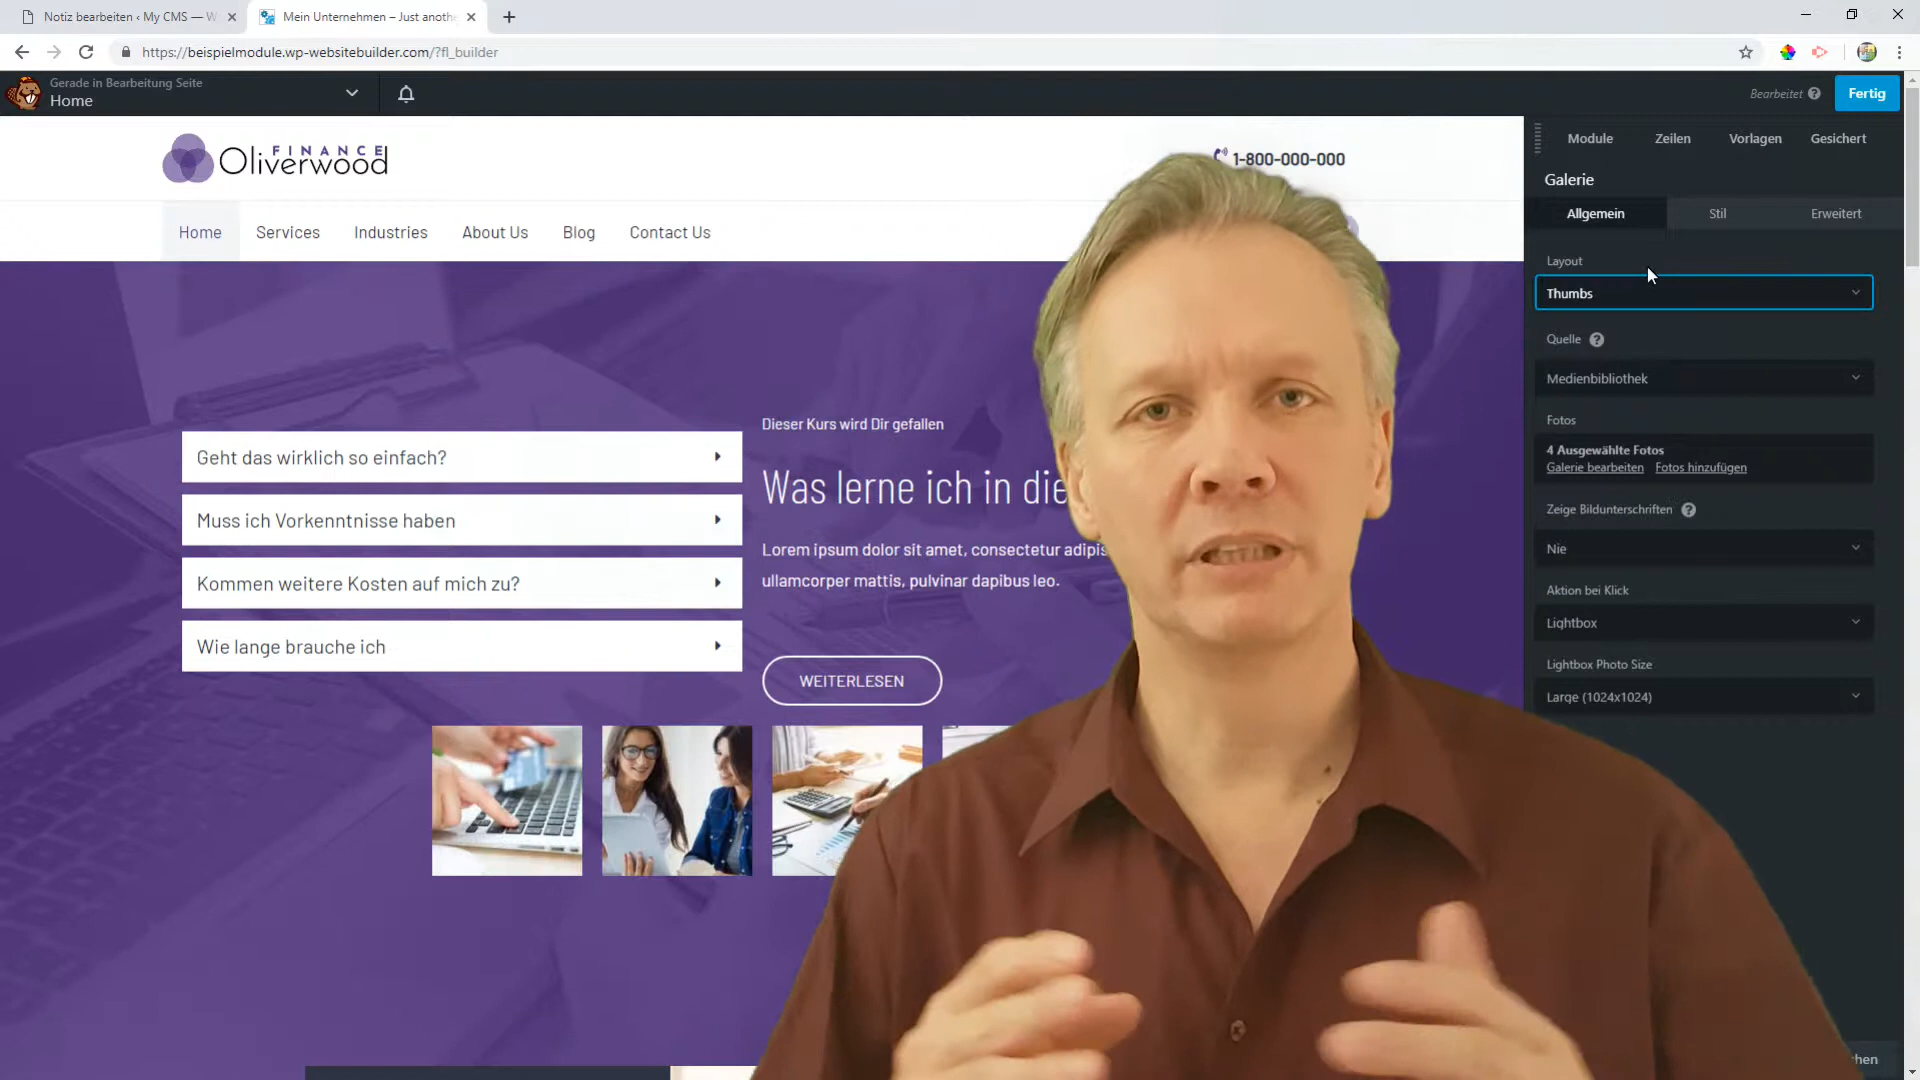 Notiz bearbeiten ‹ My CMS — W
Mein Unternehmen – Just anoth
https://beispielmodule.wp-websitebuilder.com/?fl_builder
Gerade in Bearbeitung Seite
Home
Bearbeitet
Fertig
FINANCE
Oliverwood
1-800-000-000
Home Services Industries About Us Blog Contact Us
Geht das wirklich so einfach?
Muss ich Vorkenntnisse haben
Kommen weitere Kosten auf mich zu?
Wie lange brauche ich
Dieser Kurs wird Dir gefallen
Was lerne ich in die
Lorem ipsum dolor sit amet, consectetur adipis
ullamcorper mattis, pulvinar dapibus leo.
WEITERLESEN
Module Zeilen Vorlagen Gesichert
Galerie
Allgemein Stil Erweitert
Layout
Thumbs
Quelle
Medienbibliothek
Fotos
4 Ausgewählte Fotos
Galerie bearbeiten Fotos hinzufügen
Zeige Bildunterschriften
Nie
Aktion bei Klick
Lightbox
Lightbox Photo Size
Large (1024x1024)